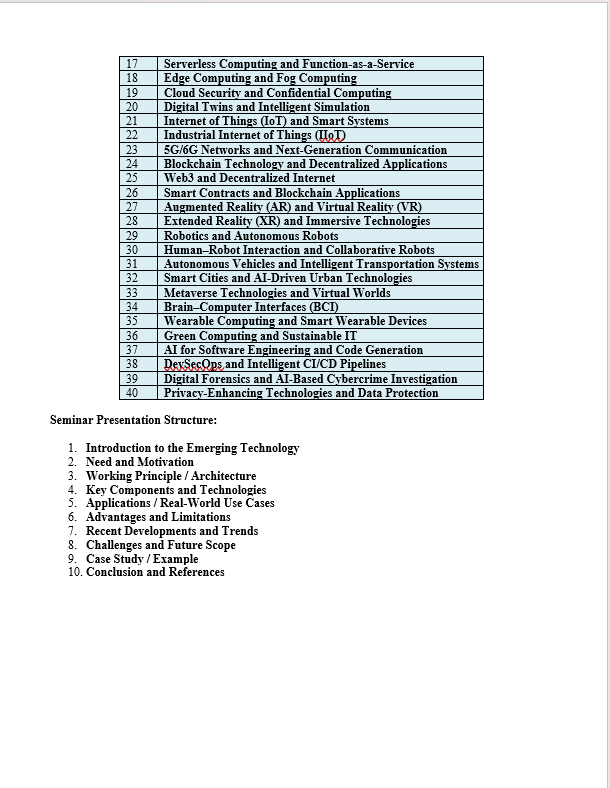 17 Serverless Computing and Function-as-a-Service
18 Edge Computing and Fog Computing
19 Cloud Security and Confidential Computing
20 Digital Twins and Intelligent Simulation
21 Internet of Things (IoT) and Smart Systems
22 Industrial Internet of Things (IIoT)
23 5G/6G Networks and Next-Generation Communication
24 Blockchain Technology and Decentralized Applications
25 Web3 and Decentralized Internet
26 Smart Contracts and Blockchain Applications
27 Augmented Reality (AR) and Virtual Reality (VR)
28 Extended Reality (XR) and Immersive Technologies
29 Robotics and Autonomous Robots
30 Human–Robot Interaction and Collaborative Robots
31 Autonomous Vehicles and Intelligent Transportation Systems
32 Smart Cities and AI-Driven Urban Technologies
33 Metaverse Technologies and Virtual Worlds
34 Brain–Computer Interfaces (BCI)
35 Wearable Computing and Smart Wearable Devices
36 Green Computing and Sustainable IT
37 AI for Software Engineering and Code Generation
38 DevSecOps and Intelligent CI/CD Pipelines
39 Digital Forensics and AI-Based Cybercrime Investigation
40 Privacy-Enhancing Technologies and Data Protection
Seminar Presentation Structure:
1. Introduction to the Emerging Technology
2. Need and Motivation
3. Working Principle / Architecture
4. Key Components and Technologies
5. Applications / Real-World Use Cases
6. Advantages and Limitations
7. Recent Developments and Trends
8. Challenges and Future Scope
9. Case Study / Example
10. Conclusion and References